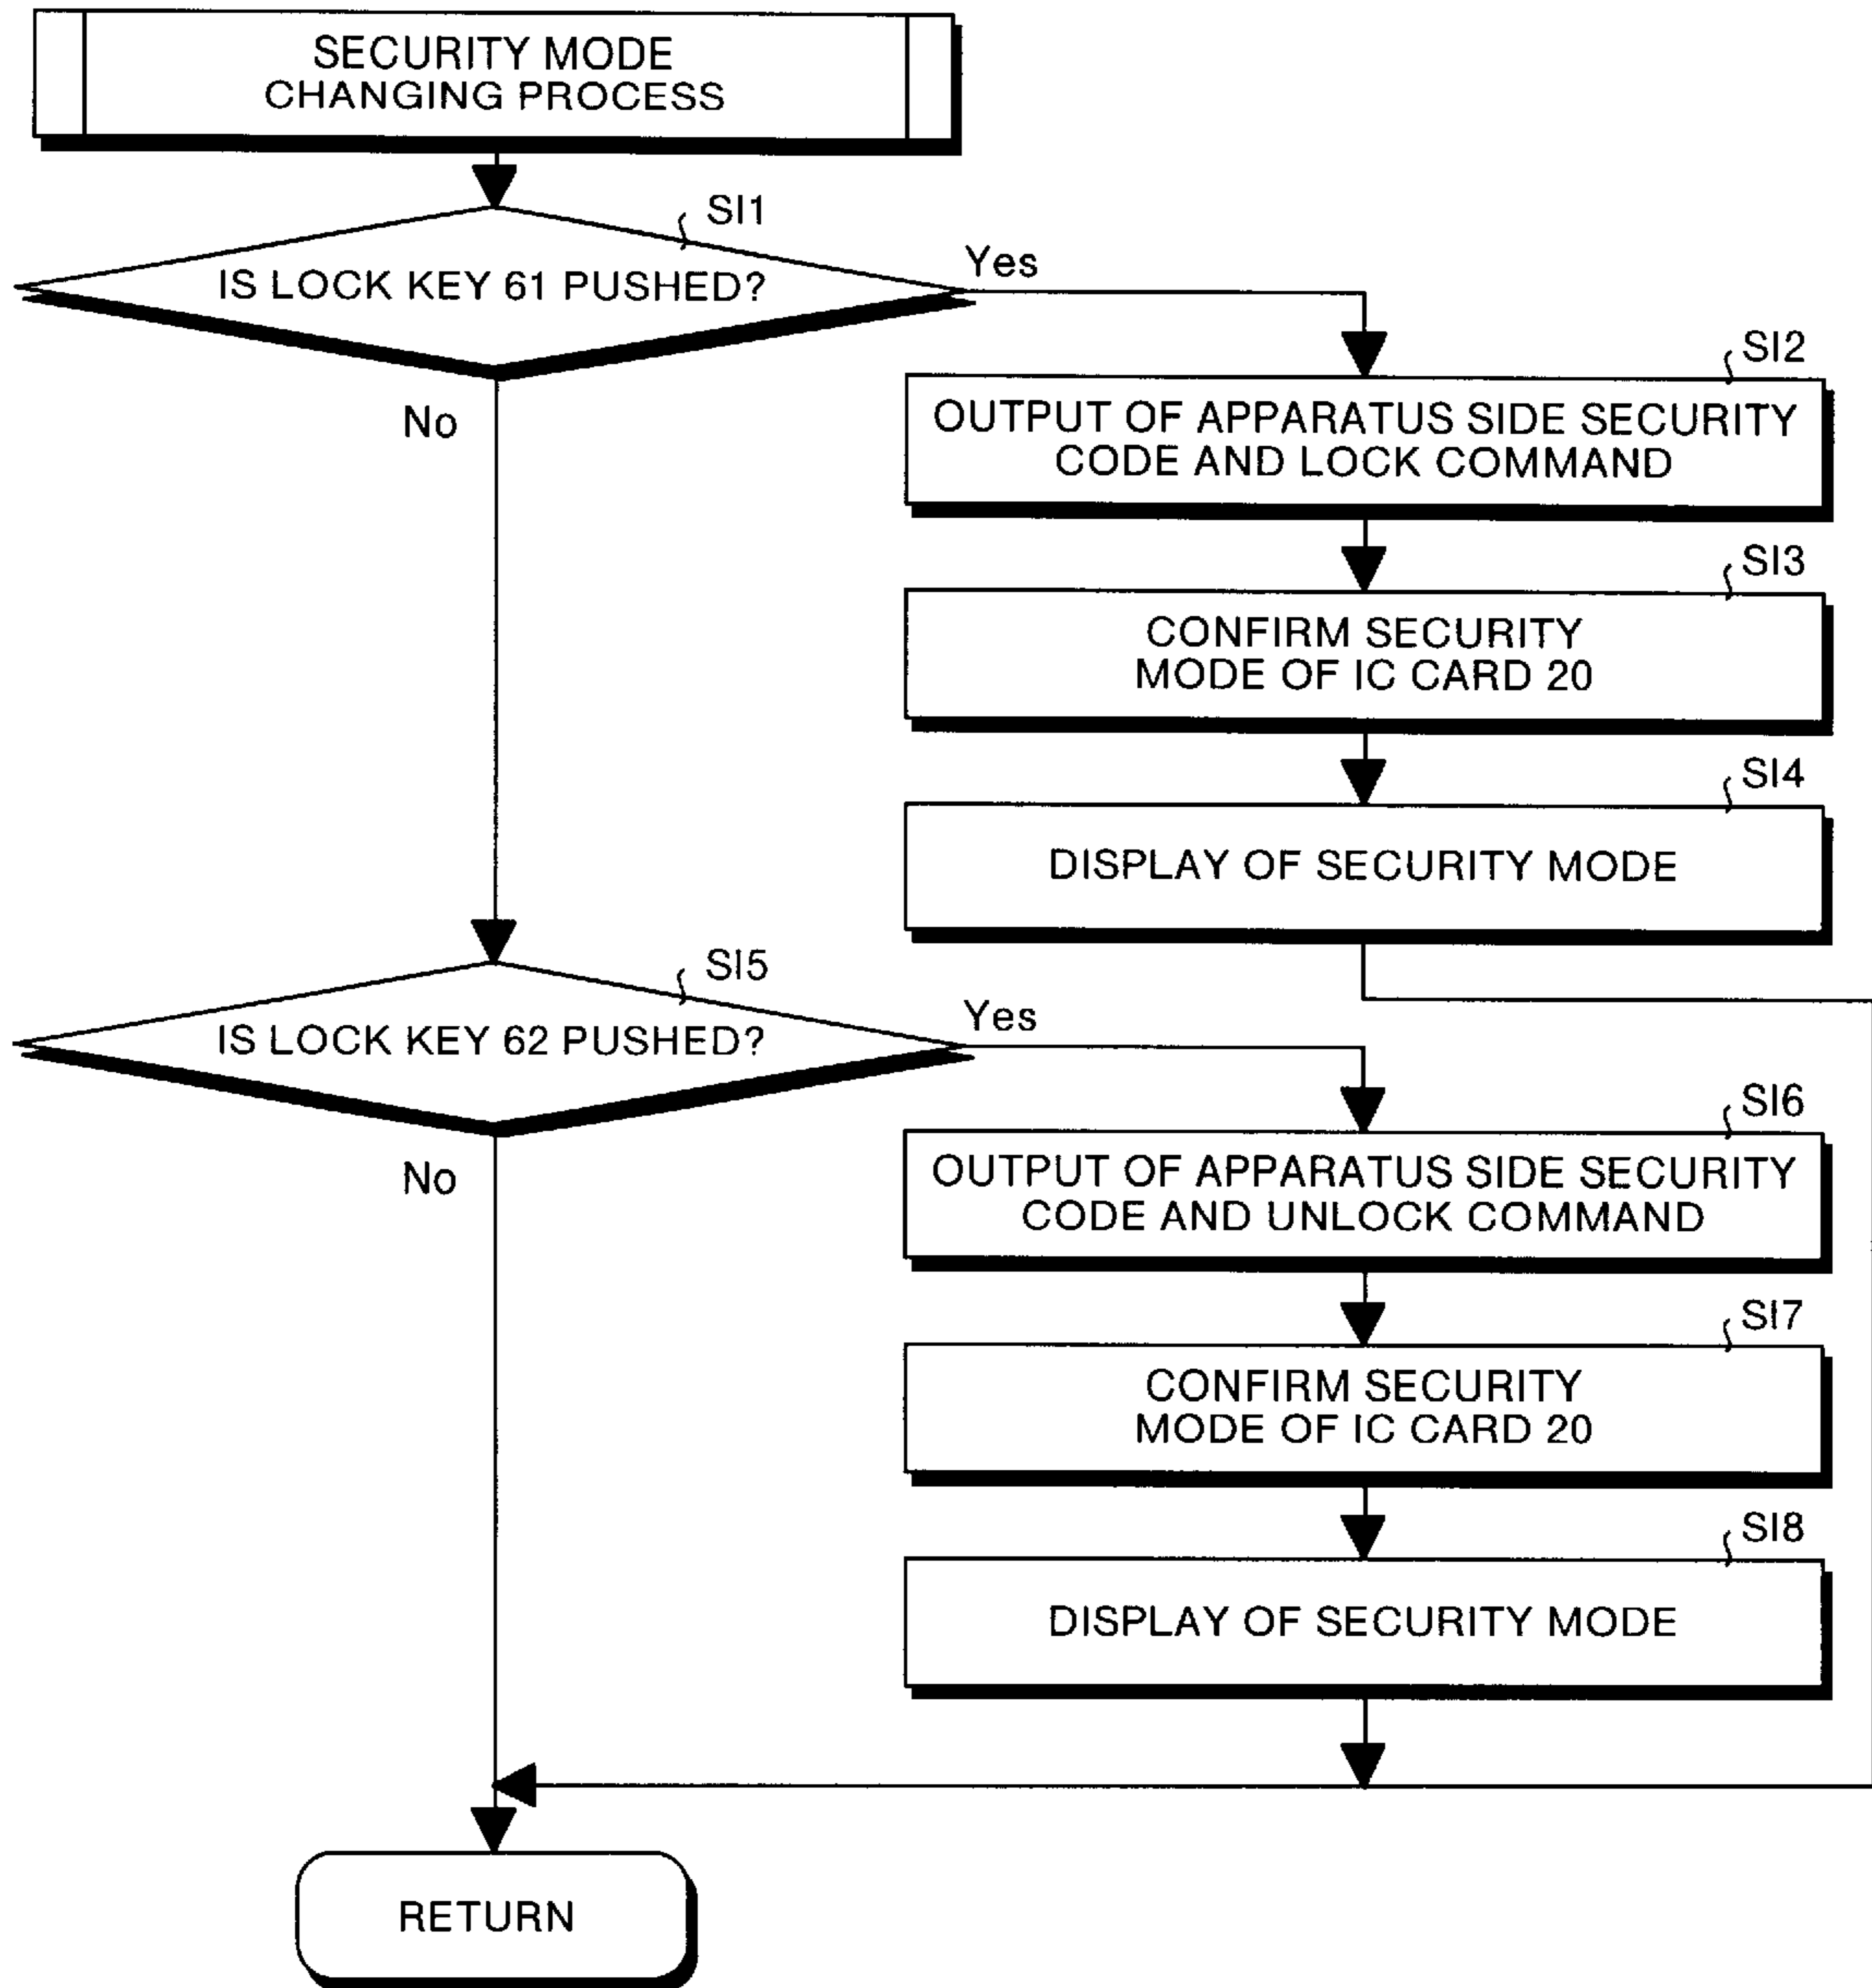 SECURITY MODE
CHANGING PROCESS
SI1
IS LOCK KEY 61 PUSHED?
Yes
No
SI2
OUTPUT OF APPARATUS SIDE SECURITY
CODE AND LOCK COMMAND
SI3
CONFIRM SECURITY
MODE OF IC CARD 20
SI4
DISPLAY OF SECURITY MODE
SI5
IS LOCK KEY 62 PUSHED?
Yes
No
SI6
OUTPUT OF APPARATUS SIDE SECURITY
CODE AND UNLOCK COMMAND
SI7
CONFIRM SECURITY
MODE OF IC CARD 20
SI8
DISPLAY OF SECURITY MODE
RETURN